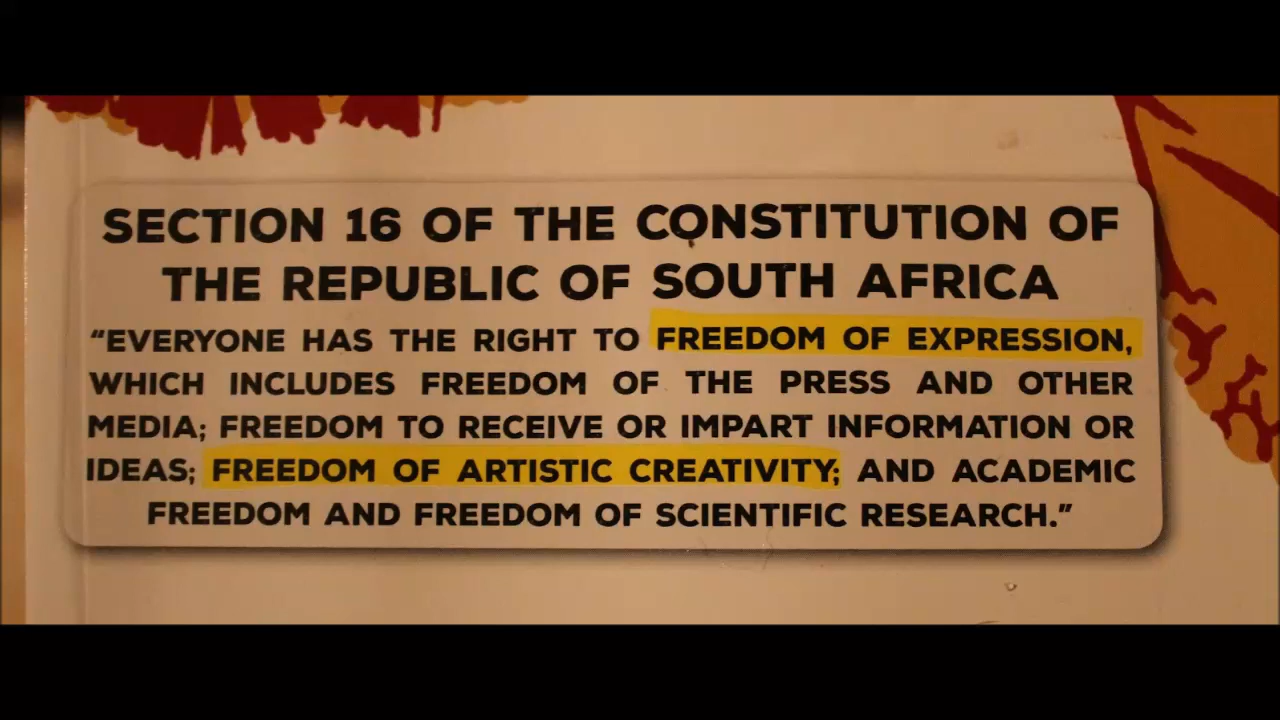 SECTION 16 OF THE CONSTITUTION OF
THE REPUBLIC OF SOUTH AFRICA
“EVERYONE HAS THE RIGHT TO FREEDOM OF EXPRESSION,
WHICH INCLUDES FREEDOM OF THE PRESS AND OTHER
MEDIA; FREEDOM TO RECEIVE OR IMPART INFORMATION OR
IDEAS; FREEDOM OF ARTISTIC CREATIVITY; AND ACADEMIC
FREEDOM AND FREEDOM OF SCIENTIFIC RESEARCH.”